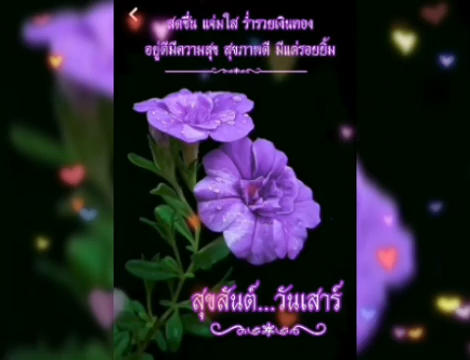 สดชื่น แจ่มใส ร่ำรวยเงินทอง
อยู่ดีมีความสุข สุขภาพดี มีแต่รอยยิ้ม
สุขสันต์...วันเสาร์